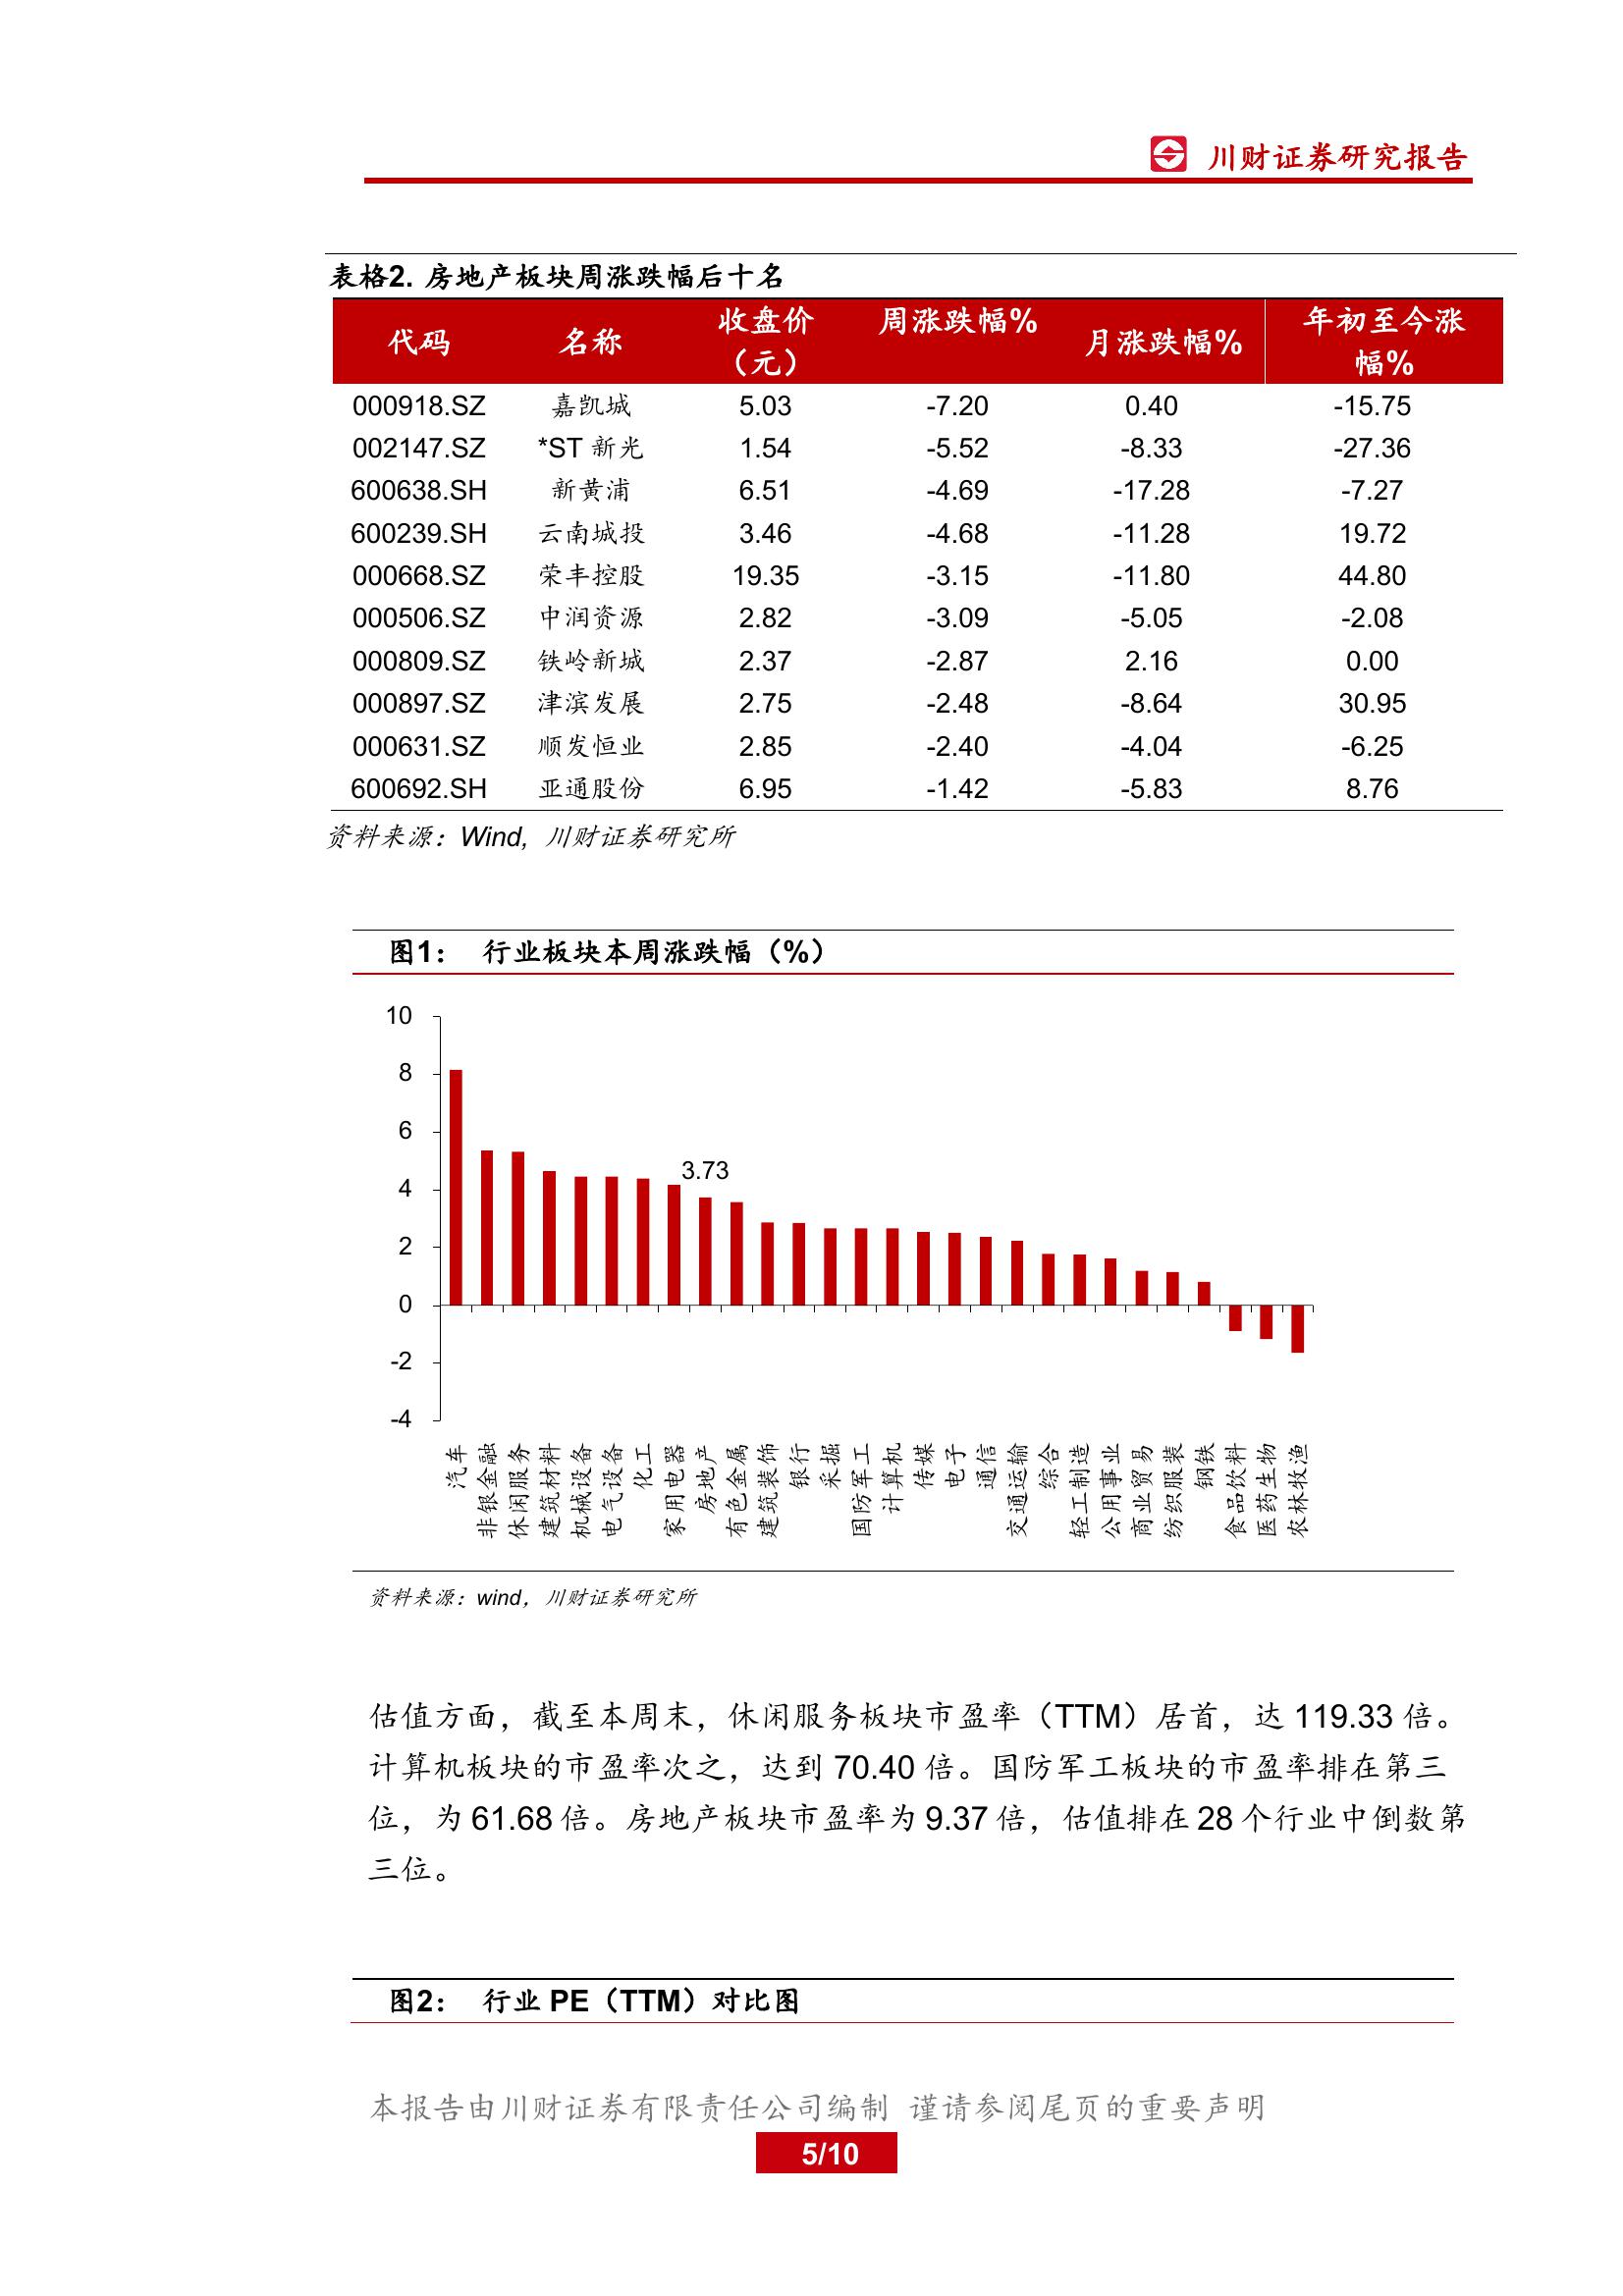 川财证券研究报告
表格2. 房地产板块周涨跌幅后十名
代码 名称 收盘价（元） 周涨跌幅% 月涨跌幅% 年初至今涨幅%
000918.SZ 嘉凯城 5.03 -7.20 0.40 -15.75
002147.SZ *ST 新光 1.54 -5.52 -8.33 -27.36
600638.SH 新黄浦 6.51 -4.69 -17.28 -7.27
600239.SH 云南城投 3.46 -4.68 -11.28 19.72
000668.SZ 荣丰控股 19.35 -3.15 -11.80 44.80
000506.SZ 中润资源 2.82 -3.09 -5.05 -2.08
000809.SZ 铁岭新城 2.37 -2.87 2.16 0.00
000897.SZ 津滨发展 2.75 -2.48 -8.64 30.95
000631.SZ 顺发恒业 2.85 -2.40 -4.04 -6.25
600692.SH 亚通股份 6.95 -1.42 -5.83 8.76
资料来源：Wind, 川财证券研究所
图1： 行业板块本周涨跌幅（%）
10
8
6
4
2
0
-2
-4
3.73
汽车
非银金融
休闲服务
建筑材料
机械设备
电气设备
化工
家用电器
房地产
有色金属
建筑装饰
银行
采掘
国防军工
计算机
传媒
电子
通信
交通运输
综合
轻工制造
公用事业
商业贸易
纺织服装
钢铁
食品饮料
医药生物
农林牧渔
资料来源：wind，川财证券研究所
估值方面，截至本周末，休闲服务板块市盈率（TTM）居首，达 119.33 倍。
计算机板块的市盈率次之，达到 70.40 倍。国防军工板块的市盈率排在第三
位，为 61.68 倍。房地产板块市盈率为 9.37 倍，估值排在 28 个行业中倒数第
三位。
图2： 行业 PE（TTM）对比图
本报告由川财证券有限责任公司编制 谨请参阅尾页的重要声明
5/10